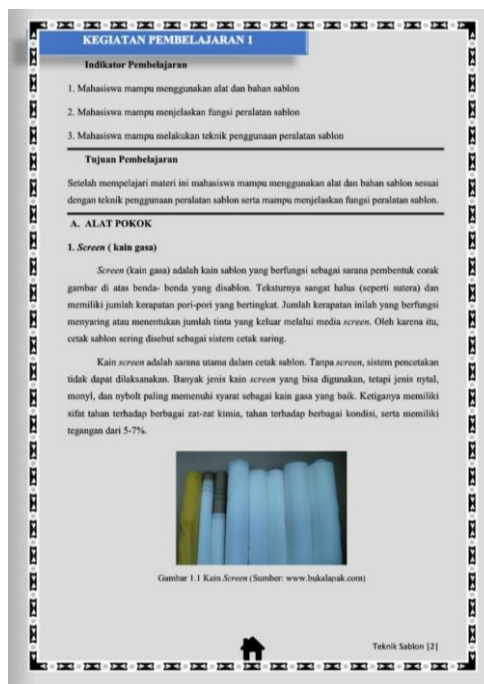 KEGIATAN PEMBELAJARAN 1
Indikator Pembelajaran
1. Mahasiswa mampu menggunakan alat dan bahan sablon
2. Mahasiswa mampu menjelaskan fungsi peralatan sablon
3. Mahasiswa mampu melakukan teknik penggunaan peralatan sablon
Tujuan Pembelajaran
Setelah mempelajari materi ini mahasiswa mampu menggunakan alat dan bahan sablon sesuai
dengan teknik penggunaan peralatan sablon serta mampu menjelaskan fungsi peralatan sablon.
A. ALAT POKOK
1. Screen ( kain gasa)
Screen (kain gasa) adalah kain sablon yang berfungsi sebagai sarana pembentuk corak
gambar di atas benda- benda yang disablon. Teksturnya sangat halus (seperti sutera) dan
memiliki jumlah kerapatan pori-pori yang bertingkat. Jumlah kerapatan inilah yang berfungsi
menyaring atau menentukan jumlah tinta yang keluar melalui media screen. Oleh karena itu,
cetak sablon sering disebut sebagai sistem cetak saring.
Kain screen adalah sarana utama dalam cetak sablon. Tanpa screen, sistem pencetakan
tidak dapat dilaksanakan. Banyak jenis kain screen yang bisa digunakan, tetapi jenis nytal,
monyl, dan nybolt paling memenuhi syarat sebagai kain gasa yang baik. Ketiganya memiliki
sifat tahan terhadap berbagai zat-zat kimia, tahan terhadap berbagai kondisi, serta memiliki
tegangan dari 5-7%.
Gambar 1.1 Kain Screen (Sumber: www.bukalapak.com)
Teknik Sablon |2|